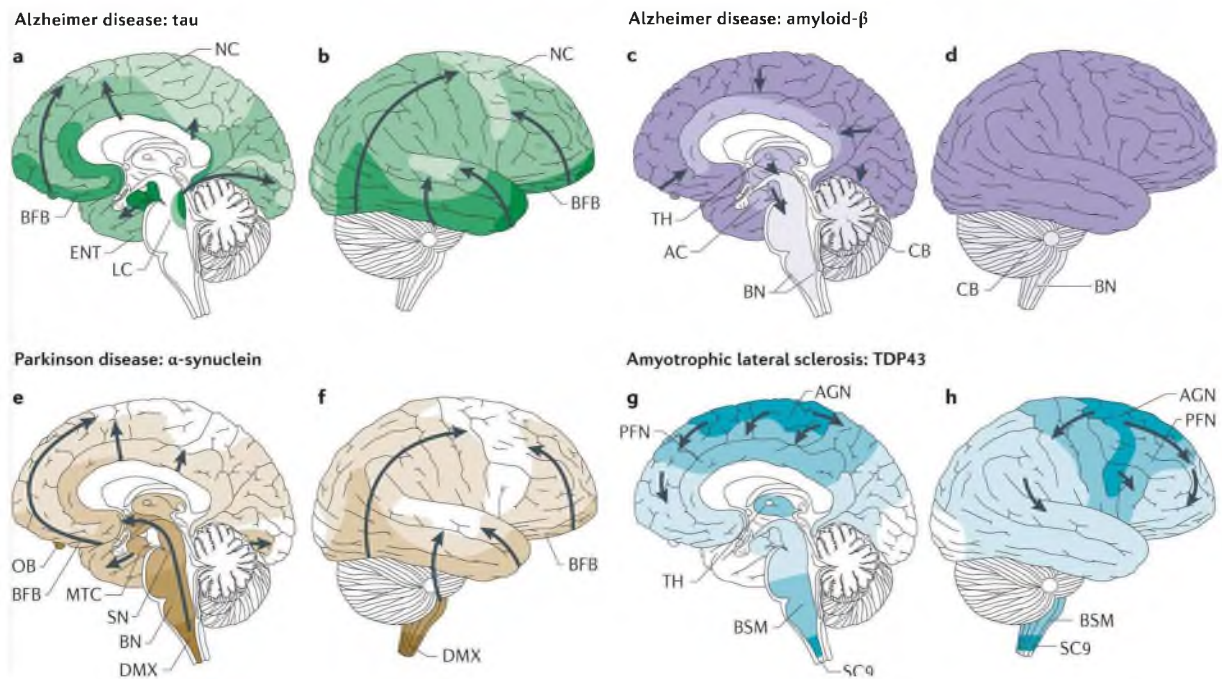 Alzheimer disease: tau
Alzheimer disease: amyloid-β
a
NC
b
NC
c
d
BFB
ENT
LC
BFB
TH
AC
BN
CB
CB
BN
Parkinson disease: α-synuclein
Amyotrophic lateral sclerosis: TDP43
e
f
g
AGN
PFN
h
AGN
PFN
OB
BFB
MTC
SN
BN
DMX
BFB
DMX
TH
BSM
SC9
BSM
SC9